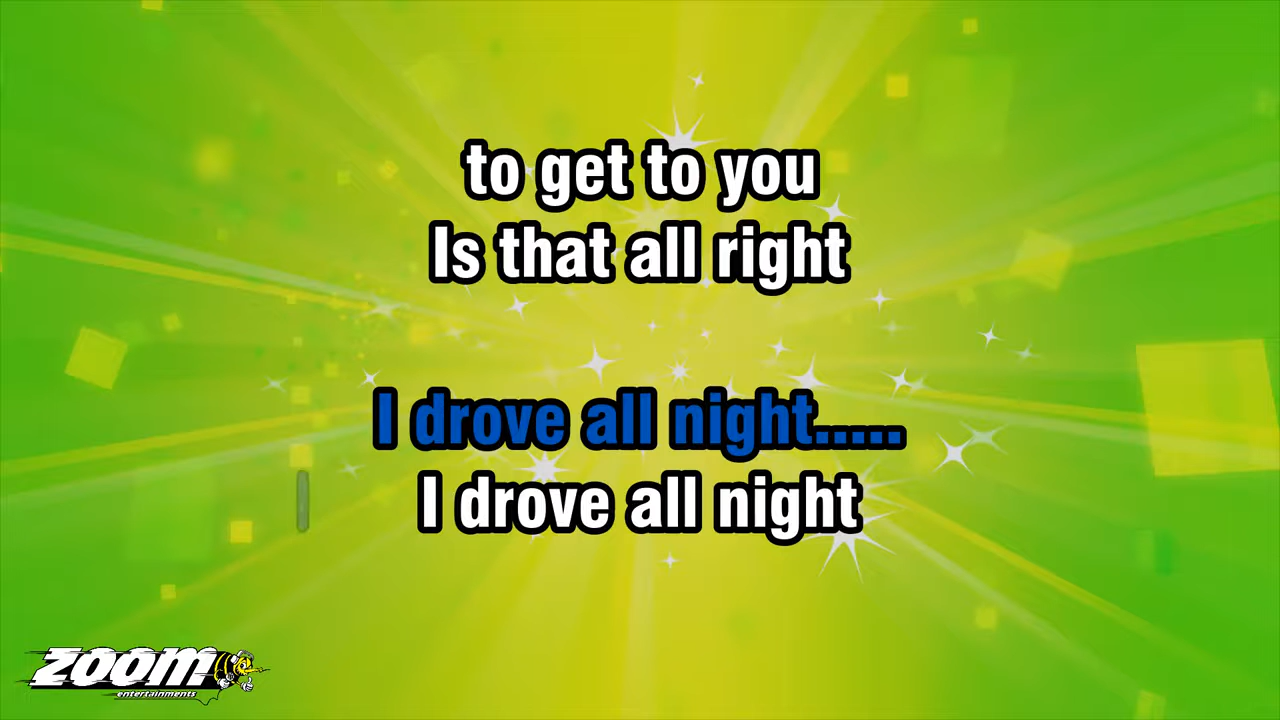 to get to you
Is that all right
I drove all night.....
I drove all night
zoom
entertainments